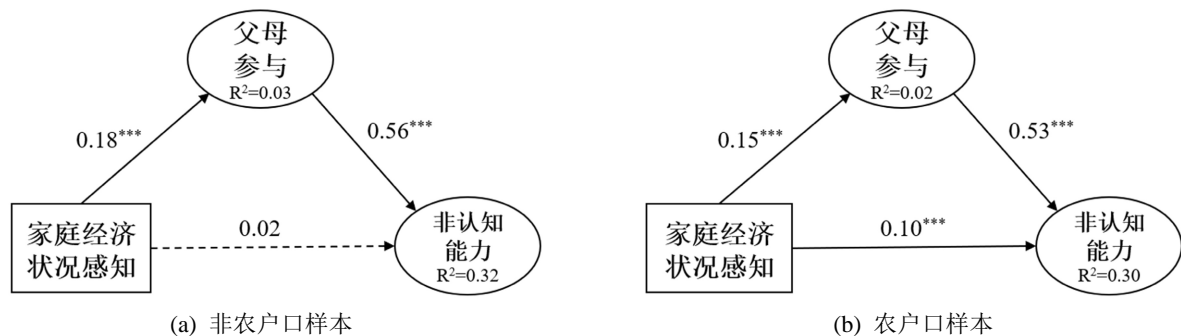 父母
参与
R²=0.03
0.18***
0.56***
家庭经济
状况感知
0.02
非认知
能力
R²=0.32
(a) 非农户口样本
父母
参与
R²=0.02
0.15***
0.53***
家庭经济
状况感知
0.10***
非认知
能力
R²=0.30
(b) 农户口样本